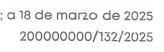 ; a 18 de marzo de 2025
200000000/132/2025